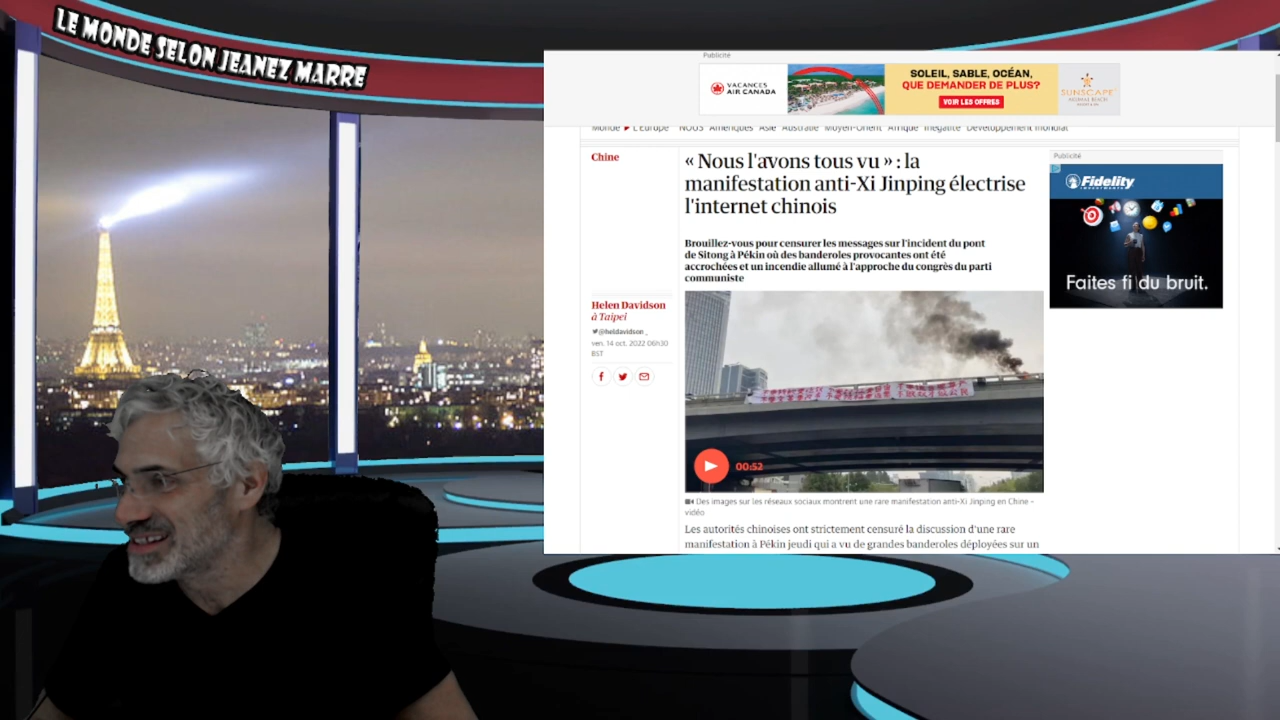 LE MONDE SELON JEANEZ MARRE
Publicité
VACANCES
AIR CANADA
SOLEIL, SABLE, OCÉAN,
QUE DEMANDER DE PLUS?
VOIR LES OFFRES
SUNSCAPE
Monde ▶ L'Europe NOUS Amériques Asie Australie Moyen-Orient Afrique Inégalité Développement mondial
Chine
« Nous l'avons tous vu » : la
manifestation anti-Xi Jinping électrise
l'internet chinois
Publicité
Fidelity
INVESTMENTS
Faites fi du bruit.
Brouillez-vous pour censurer les messages sur l'incident du pont
de Sitong à Pékin où des banderoles provocantes ont été
accrochées et un incendie allumé à l'approche du congrès du parti
communiste
Helen Davidson
à Taipei
@heldavidson
ven. 14 oct. 2022 06h30
BST
00:52
Des images sur les réseaux sociaux montrent une rare manifestation anti-Xi Jinping en Chine –
vidéo
Les autorités chinoises ont strictement censuré la discussion d'une rare
manifestation à Pékin jeudi qui a vu de grandes banderoles déployées sur un